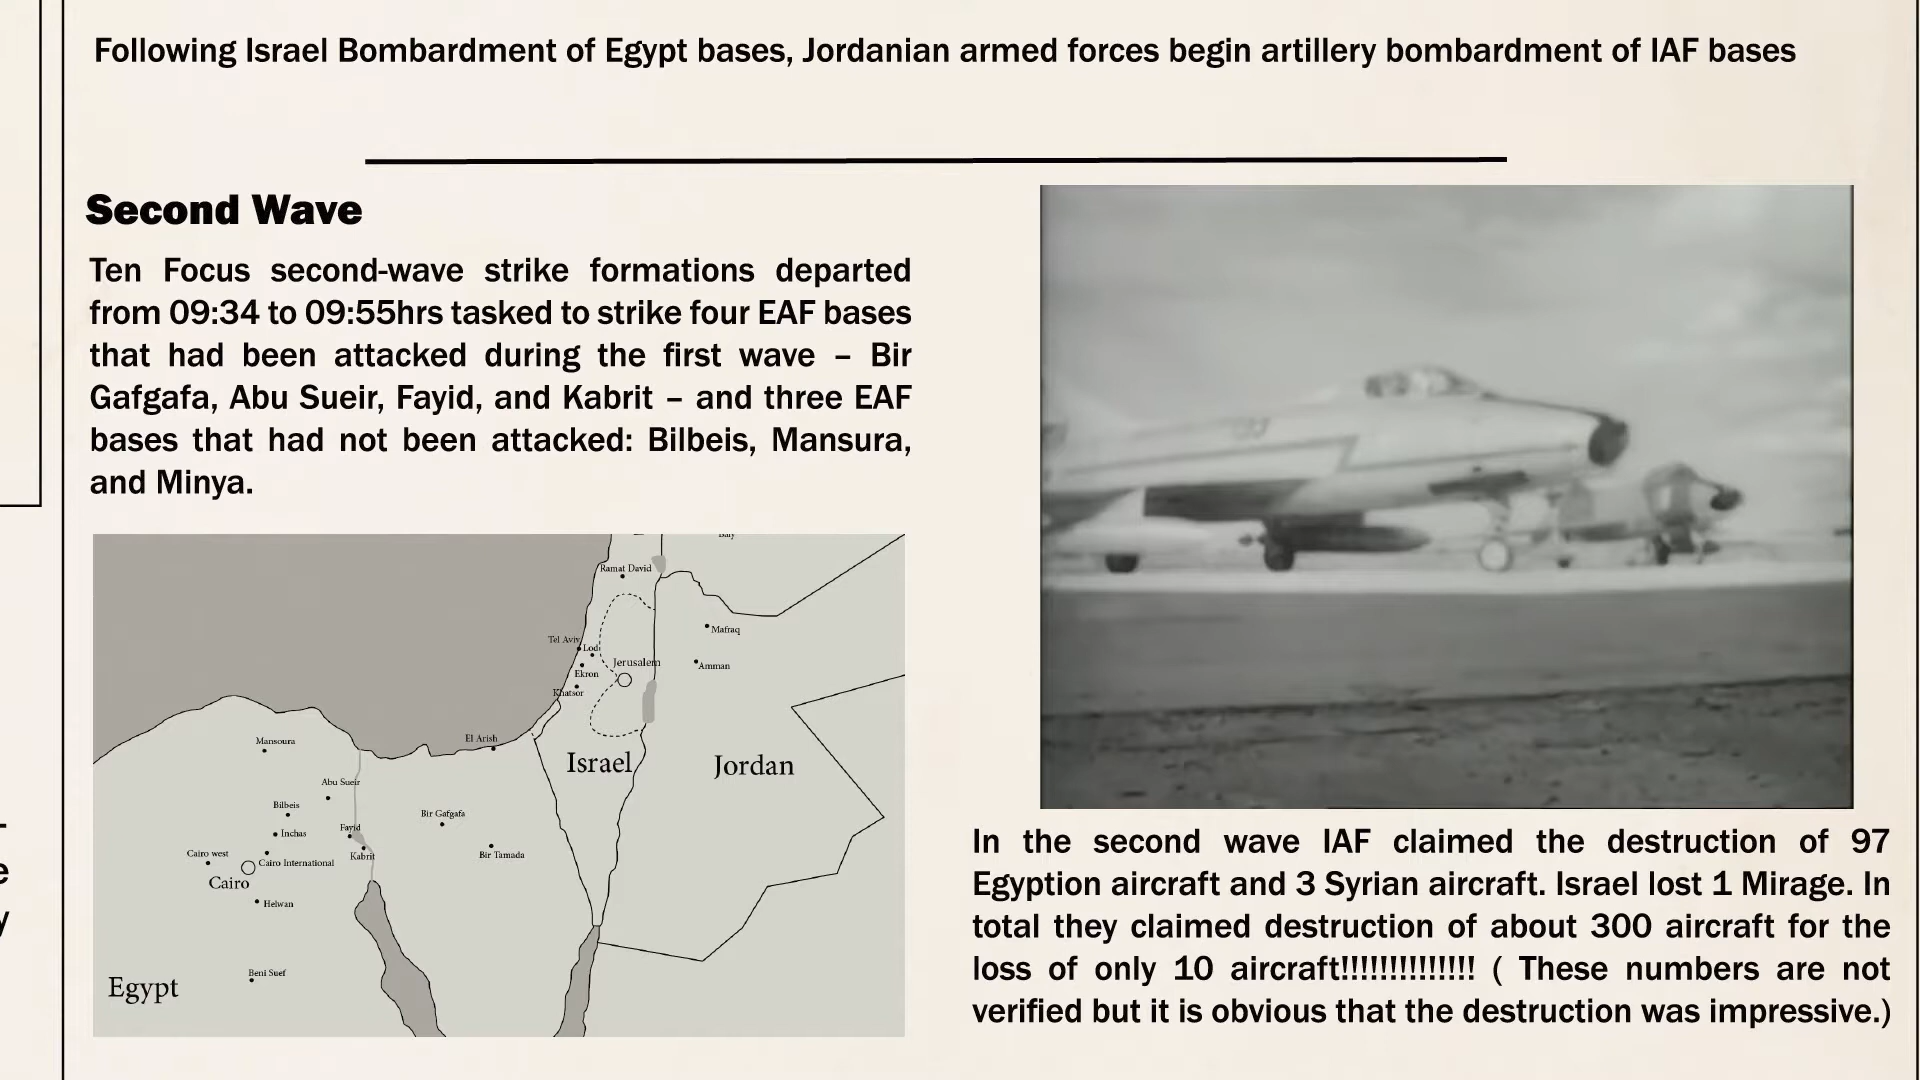 Following Israel Bombardment of Egypt bases, Jordanian armed forces begin artillery bombardment of IAF bases
Second Wave
Ten Focus second-wave strike formations departed
from 09:34 to 09:55hrs tasked to strike four EAF bases
that had been attacked during the first wave – Bir
Gafgafa, Abu Sueir, Fayid, and Kabrit – and three EAF
bases that had not been attacked: Bilbeis, Mansura,
and Minya.
Ramat David
Mafraq
Tel Aviv
Lod
Jerusalem
Amman
Ekron
Khatsor
El Arish
Mansoura
Israel
Jordan
Abu Sueir
Bilbeis
Bir Gafgafa
Inchas
Fayid
Cairo west
Cairo International
Kabrit
Bir Tamada
Cairo
Helwan
Beni Suef
Egypt
In the second wave IAF claimed the destruction of 97
Egyption aircraft and 3 Syrian aircraft. Israel lost 1 Mirage. In
total they claimed destruction of about 300 aircraft for the
loss of only 10 aircraft!!!!!!!!!!!!!! ( These numbers are not
verified but it is obvious that the destruction was impressive.)